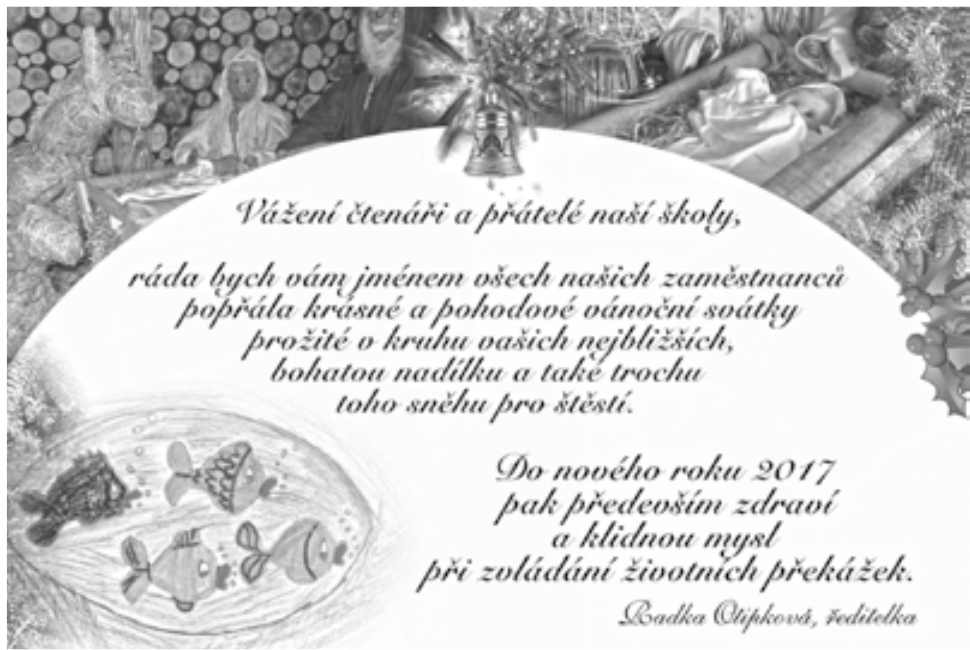 Vážení čtenáři a přátelé naší školy,
ráda bych vám jménem všech našich zaměstnanců
popřála krásné a pohodové vánoční svátky
prožité v kruhu vašich nejbližších,
bohatou nadílku a také trochu
toho sněhu pro štěstí.
Do nového roku 2017
pak především zdraví
a klidnou mysl
při zvládání životních překážek.
Radka Otipková, ředitelka